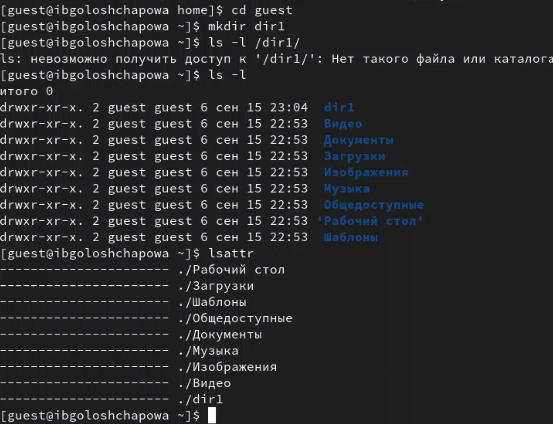 [guest@ibgoloshchapowa home]$ cd guest
[guest@ibgoloshchapowa ~]$ mkdir dir1
[guest@ibgoloshchapowa ~]$ ls -l /dir1/
ls: невозможно получить доступ к '/dir1/': Нет такого файла или каталога
[guest@ibgoloshchapowa ~]$ ls -l
итого 0
drwxr-xr-x. 2 guest guest 6 сен 15 23:04  dir1
drwxr-xr-x. 2 guest guest 6 сен 15 22:53  Видео
drwxr-xr-x. 2 guest guest 6 сен 15 22:53  Документы
drwxr-xr-x. 2 guest guest 6 сен 15 22:53  Загрузки
drwxr-xr-x. 2 guest guest 6 сен 15 22:53  Изображения
drwxr-xr-x. 2 guest guest 6 сен 15 22:53  Музыка
drwxr-xr-x. 2 guest guest 6 сен 15 22:53  Общедоступные
drwxr-xr-x. 2 guest guest 6 сен 15 22:53 'Рабочий стол'
drwxr-xr-x. 2 guest guest 6 сен 15 22:53  Шаблоны
[guest@ibgoloshchapowa ~]$ lsattr
---------------------- ./Рабочий стол
---------------------- ./Загрузки
---------------------- ./Шаблоны
---------------------- ./Общедоступные
---------------------- ./Документы
---------------------- ./Музыка
---------------------- ./Изображения
---------------------- ./Видео
---------------------- ./dir1
[guest@ibgoloshchapowa ~]$